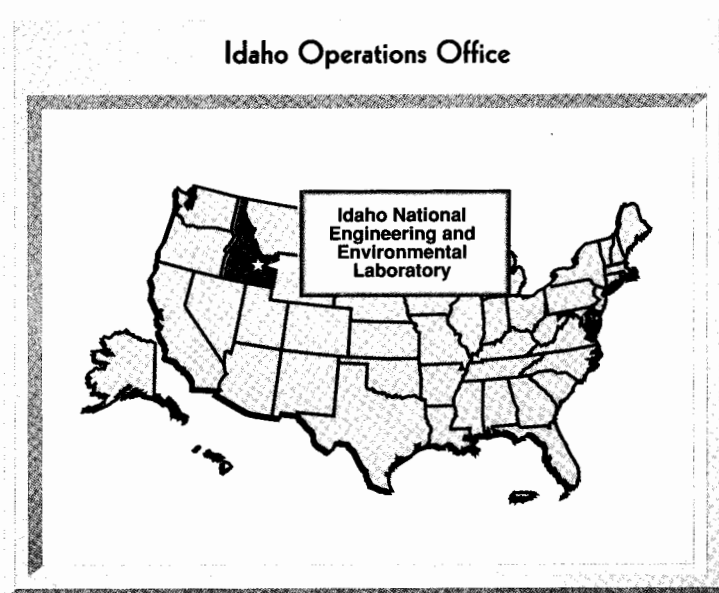 Idaho Operations Office
Idaho National
Engineering and
Environmental
Laboratory